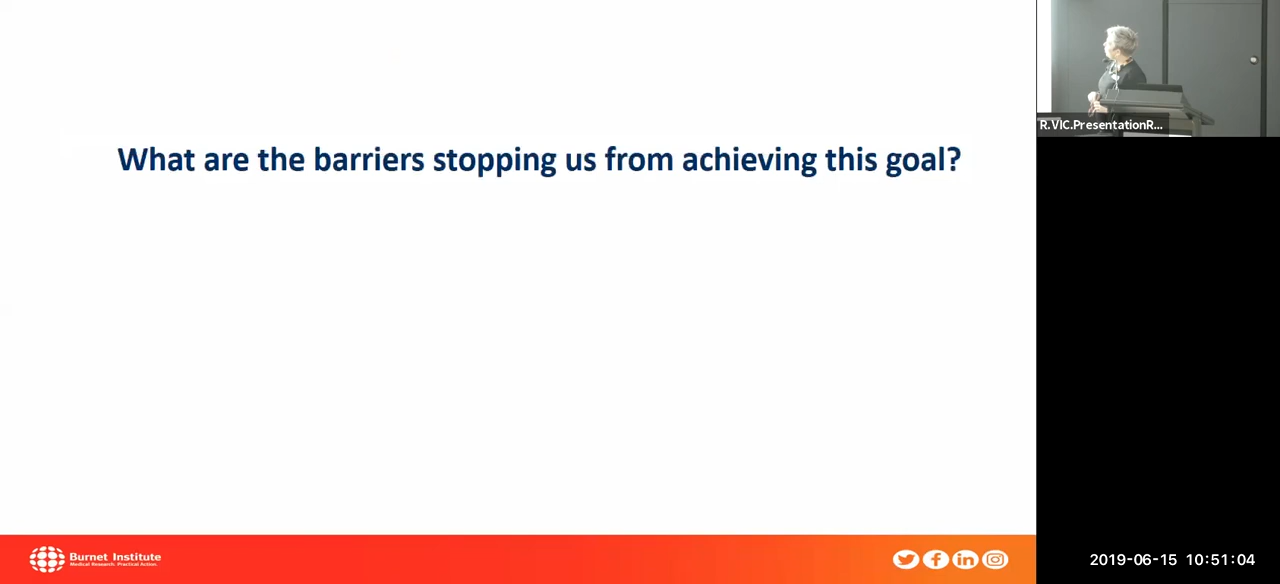 What are the barriers stopping us from achieving this goal?
R.VIC.PresentationR...
Burnet Institute
Medical Research. Practical Action.
2019-06-15 10:51:04